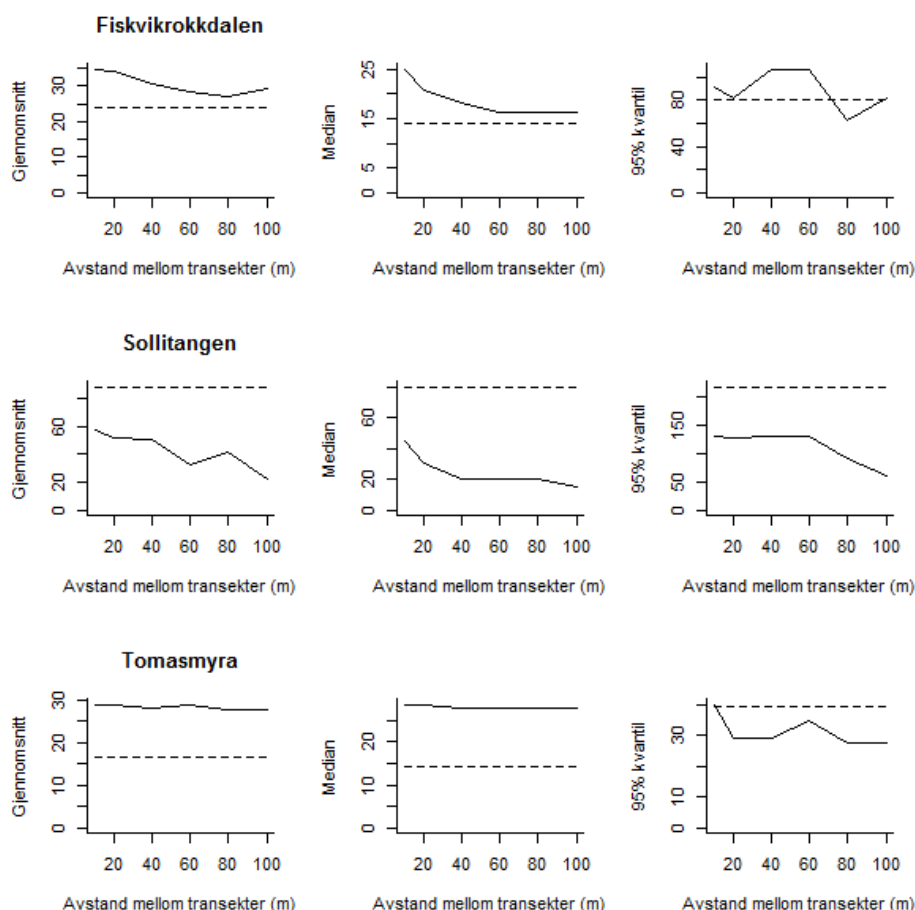 Fiskvikrokkdalen
Gjennomsnitt
0 10 20 30
20 40 60 80 100
Avstand mellom transekter (m)
Median
0 5 15 25
20 40 60 80 100
Avstand mellom transekter (m)
95% kvantil
0 40 80
20 40 60 80 100
Avstand mellom transekter (m)
Sollitangen
Gjennomsnitt
0 20 60
20 40 60 80 100
Avstand mellom transekter (m)
Median
0 20 60
20 40 60 80 100
Avstand mellom transekter (m)
95% kvantil
0 50 150
20 40 60 80 100
Avstand mellom transekter (m)
Tomasmyra
Gjennomsnitt
0 10 20 30
20 40 60 80 100
Avstand mellom transekter (m)
Median
0 10 20
20 40 60 80 100
Avstand mellom transekter (m)
95% kvantil
0 10 30
20 40 60 80 100
Avstand mellom transekter (m)